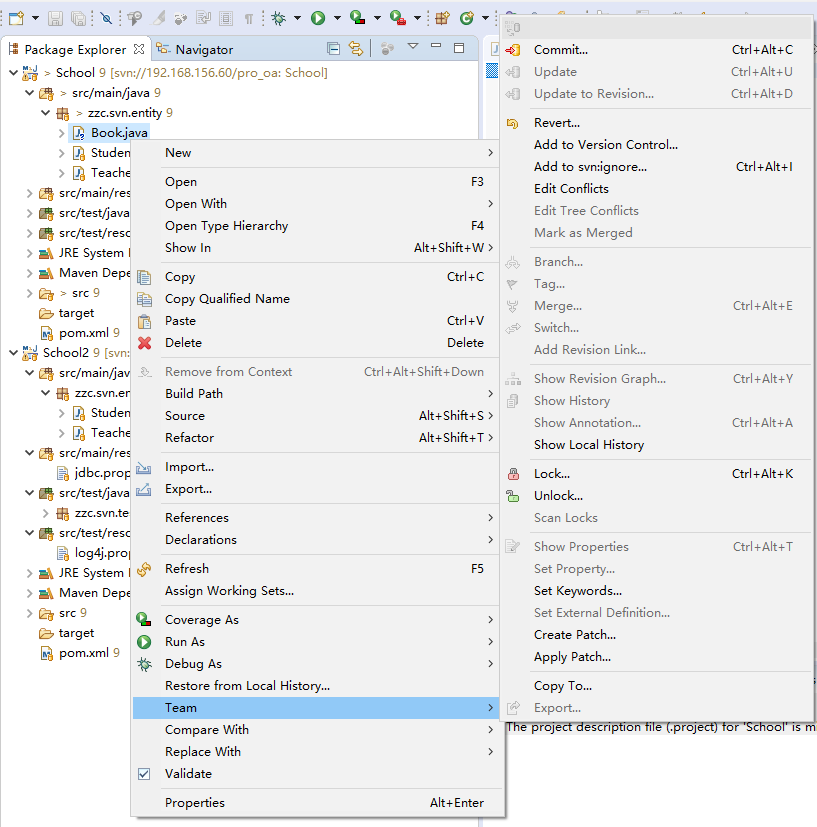 Package Explorer
Navigator
> School 9 [svn://192.168.156.60/pro_oa: School]
> src/main/java 9
> zzc.svn.entity 9
Book.java
Studen
Teache
src/main/res
src/test/java
src/test/reso
JRE System
Maven Depe
> src 9
target
pom.xml 9
School2 9 [svn:
src/main/jav
zzc.svn.en
Studen
Teache
src/main/res
jdbc.prop
src/test/java
zzc.svn.te
src/test/reso
log4j.prop
JRE System
Maven Depe
src 9
target
pom.xml 9
New
Open F3
Open With
Open Type Hierarchy F4
Show In Alt+Shift+W
Copy Ctrl+C
Copy Qualified Name
Paste Ctrl+V
Delete Delete
Remove from Context Ctrl+Alt+Shift+Down
Build Path
Source Alt+Shift+S
Refactor Alt+Shift+T
Import...
Export...
References
Declarations
Refresh F5
Assign Working Sets...
Coverage As
Run As
Debug As
Restore from Local History...
Team
Compare With
Replace With
Validate
Properties Alt+Enter
Commit... Ctrl+Alt+C
Update Ctrl+Alt+U
Update to Revision... Ctrl+Alt+D
Revert...
Add to Version Control...
Add to svn:ignore... Ctrl+Alt+I
Edit Conflicts
Edit Tree Conflicts
Mark as Merged
Branch...
Tag...
Merge... Ctrl+Alt+E
Switch...
Add Revision Link...
Show Revision Graph... Ctrl+Alt+Y
Show History
Show Annotation... Ctrl+Alt+A
Show Local History
Lock... Ctrl+Alt+K
Unlock...
Scan Locks
Show Properties Ctrl+Alt+T
Set Property...
Set Keywords...
Set External Definition...
Create Patch...
Apply Patch...
Copy To...
Export...
The project description file (.project) for 'School' is m